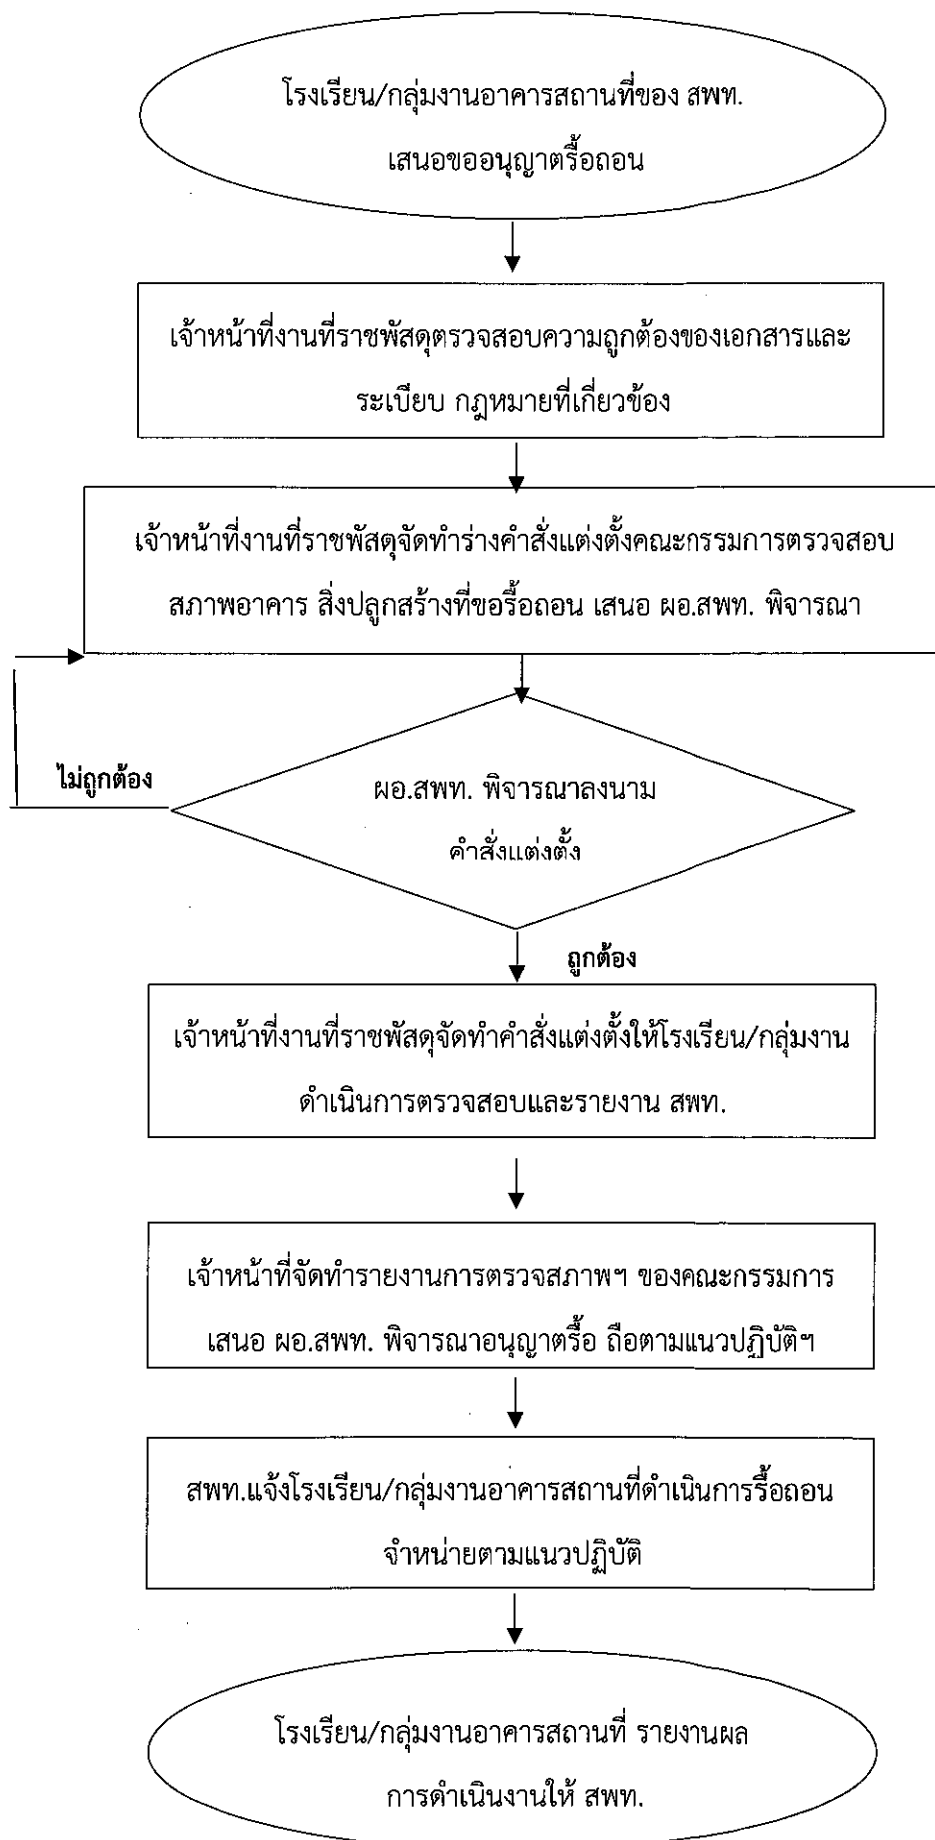 โรงเรียน/กลุ่มงานอาคารสถานที่ของ สพท.
เสนอขออนุญาตรื้อถอน
เจ้าหน้าที่งานที่ราชพัสดุตรวจสอบความถูกต้องของเอกสารและ
ระเบียบ กฎหมายที่เกี่ยวข้อง
เจ้าหน้าที่งานที่ราชพัสดุจัดทำร่างคำสั่งแต่งตั้งคณะกรรมการตรวจสอบ
สภาพอาคาร สิ่งปลูกสร้างที่ขอรื้อถอน เสนอ ผอ.สพท. พิจารณา
ไม่ถูกต้อง
ผอ.สพท. พิจารณาลงนาม
คำสั่งแต่งตั้ง
ถูกต้อง
เจ้าหน้าที่งานที่ราชพัสดุจัดทำคำสั่งแต่งตั้งให้โรงเรียน/กลุ่มงาน
ดำเนินการตรวจสอบและรายงาน สพท.
เจ้าหน้าที่จัดทำรายงานการตรวจสภาพฯ ของคณะกรรมการ
เสนอ ผอ.สพท. พิจารณาอนุญาตรื้อ ถือตามแนวปฏิบัติฯ
สพท.แจ้งโรงเรียน/กลุ่มงานอาคารสถานที่ดำเนินการรื้อถอน
จำหน่ายตามแนวปฏิบัติ
โรงเรียน/กลุ่มงานอาคารสถานที่ รายงานผล
การดำเนินงานให้ สพท.